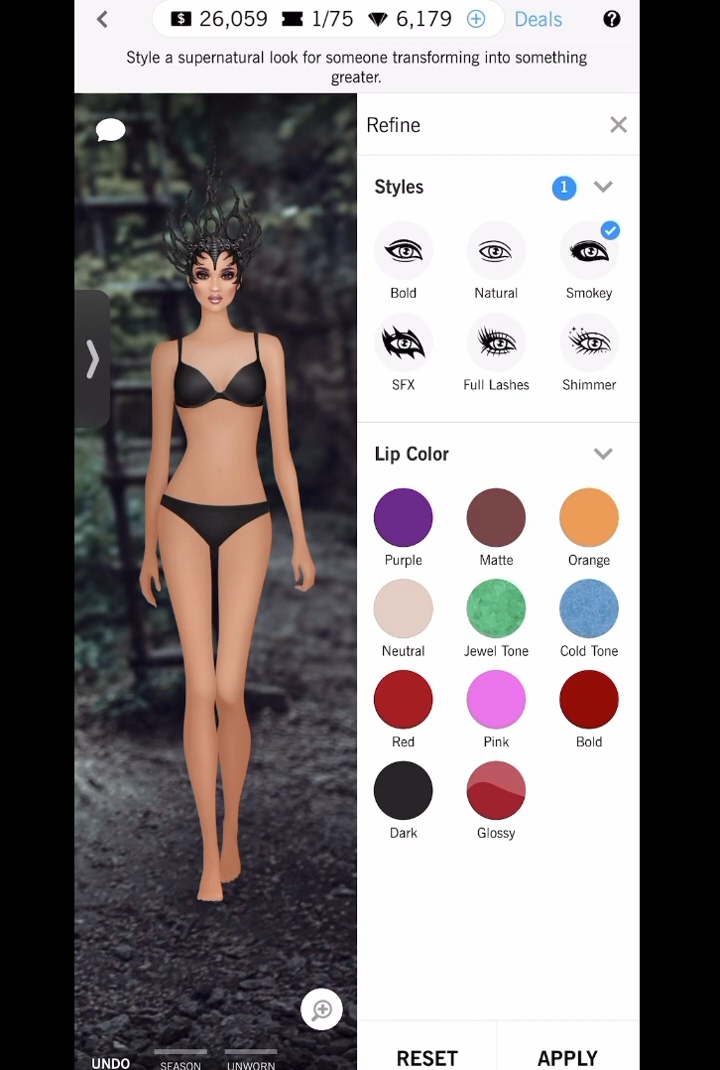 $ 26,059 1/75 6,179 Deals ?
Style a supernatural look for someone transforming into something
greater.
Refine
Styles 1
Bold Natural Smokey
SFX Full Lashes Shimmer
Lip Color
Purple Matte Orange
Neutral Jewel Tone Cold Tone
Red Pink Bold
Dark Glossy
UNDO SEASON UNWORN RESET APPLY